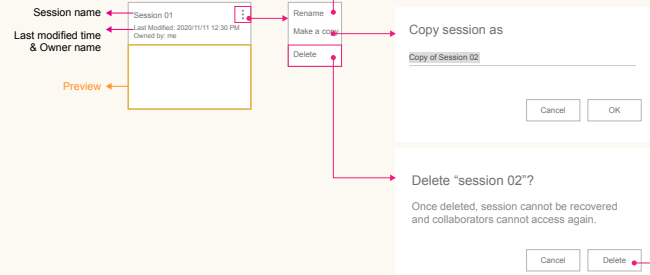 Session name
Last modified time
& Owner name
Preview
Session 01
Last Modified: 2020/11/11 12:30 PM
Owned by: me
Rename
Make a copy
Delete
Copy session as
Copy of Session 02
Cancel
OK
Delete “session 02”?
Once deleted, session cannot be recovered
and collaborators cannot access again.
Cancel
Delete